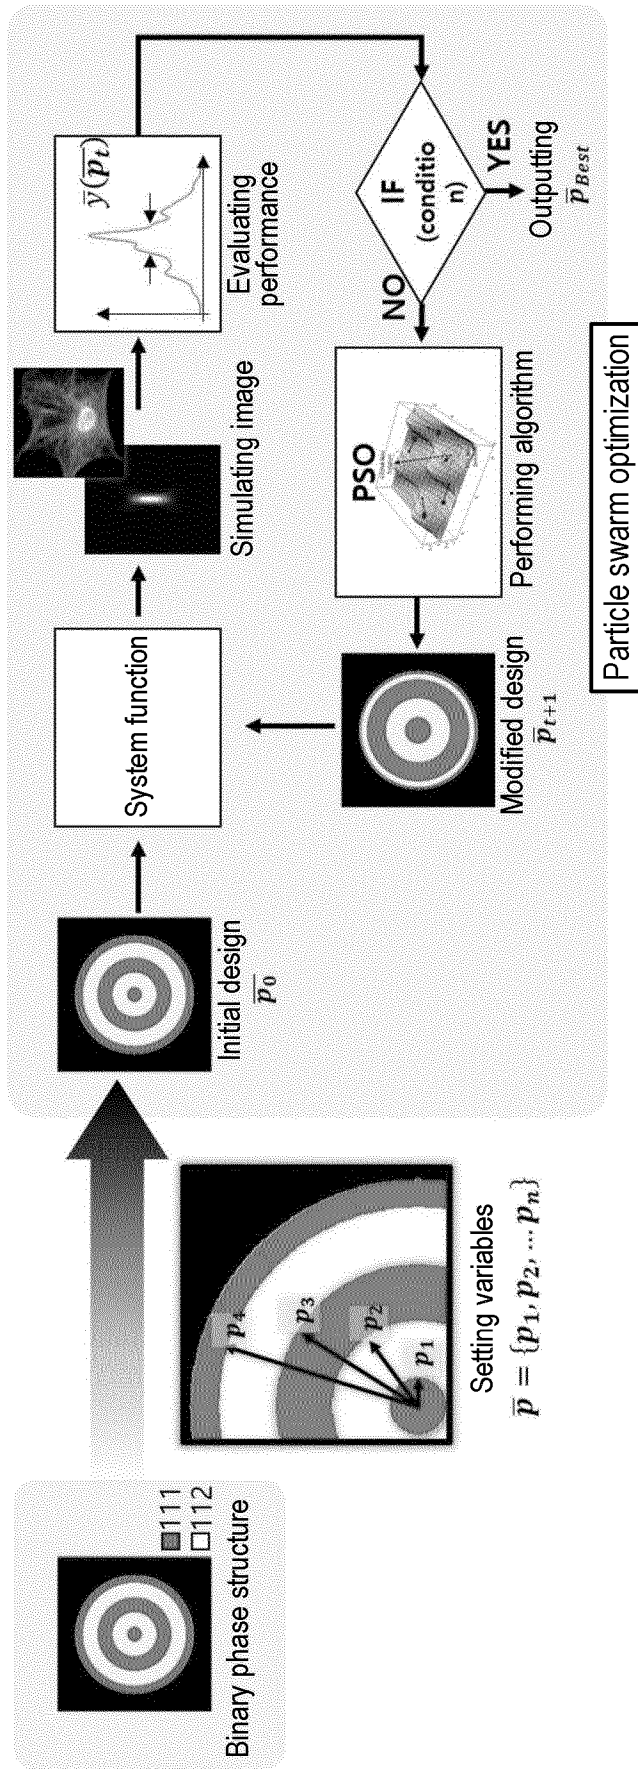 Binary phase structure
111
112
Setting variables
p̅ = {p₁, p₂, ... pₙ}
p₁
p₂
p₃
p₄
Initial design
p̅₀
System function
Simulating image
y̅(p̅ₜ)
Evaluating
performance
IF
(conditio
n)
YES
Outputting
p̅_Best
NO
PSO
Performing algorithm
Modified design
p̅ₜ₊₁
Particle swarm optimization